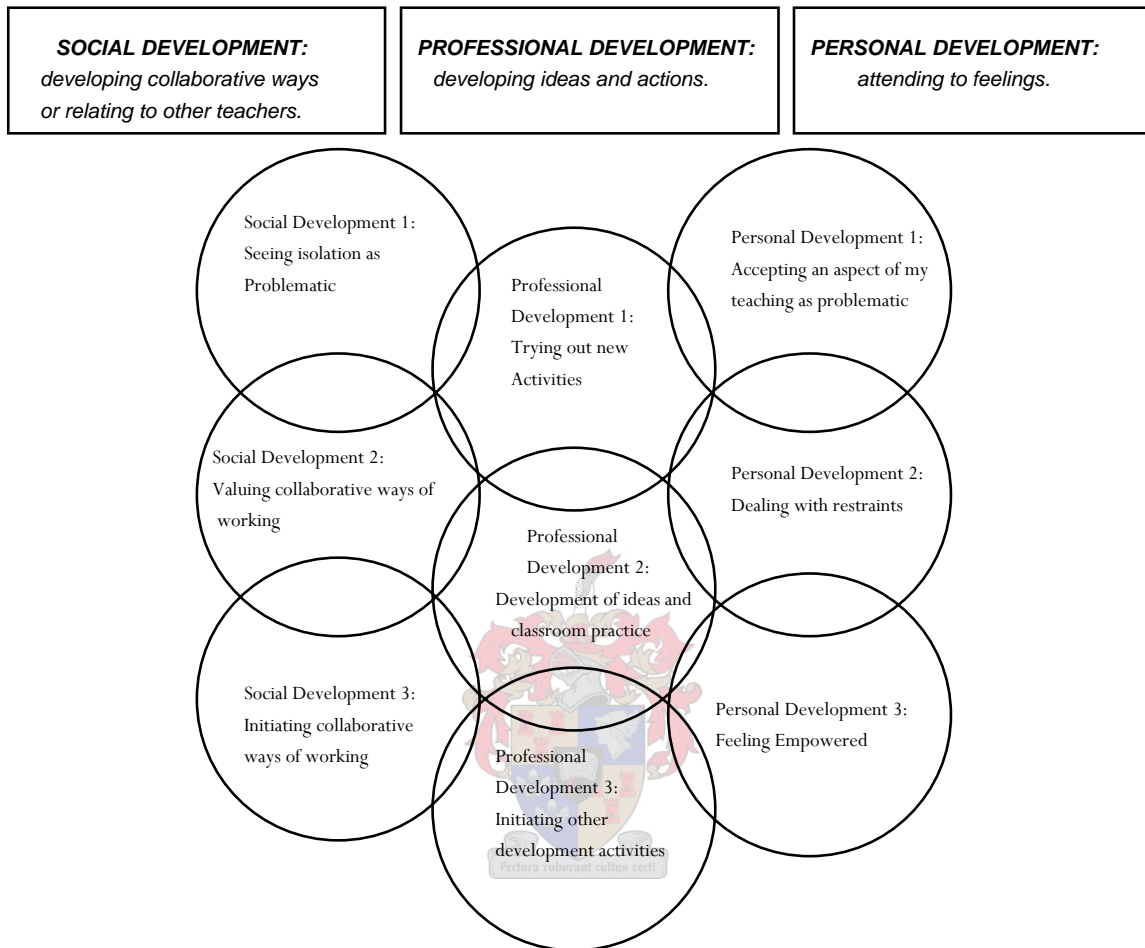 SOCIAL DEVELOPMENT:
developing collaborative ways
or relating to other teachers.
PROFESSIONAL DEVELOPMENT:
developing ideas and actions.
PERSONAL DEVELOPMENT:
attending to feelings.
Social Development 1:
Seeing isolation as
Problematic
Professional
Development 1:
Trying out new
Activities
Personal Development 1:
Accepting an aspect of my
teaching as problematic
Social Development 2:
Valuing collaborative ways of
working
Professional
Development 2:
Development of ideas and
classroom practice
Personal Development 2:
Dealing with restraints
Social Development 3:
Initiating collaborative
ways of working
Professional
Development 3:
Initiating other
development activities
Personal Development 3:
Feeling Empowered
Pectora roborant cultus recti